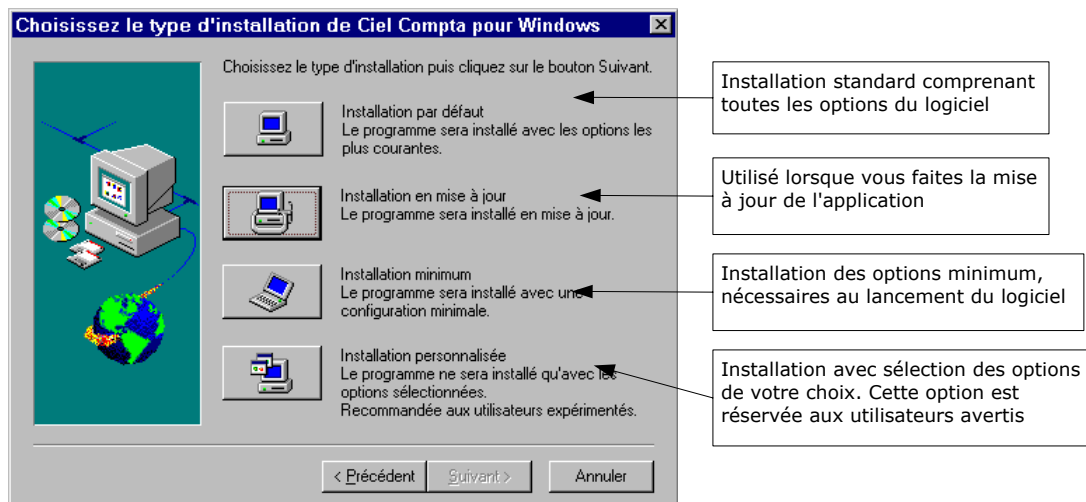 Choisissez le type d'installation de Ciel Compta pour Windows
Choisissez le type d'installation puis cliquez sur le bouton Suivant.
Installation par défaut
Le programme sera installé avec les options les
plus courantes.
Installation en mise à jour
Le programme sera installé en mise à jour.
Installation minimum
Le programme sera installé avec une
configuration minimale.
Installation personnalisée
Le programme ne sera installé qu'avec les
options sélectionnées.
Recommandée aux utilisateurs expérimentés.
< Précédent
Suivant >
Annuler
Installation standard comprenant
toutes les options du logiciel
Utilisé lorsque vous faites la mise
à jour de l'application
Installation des options minimum,
nécessaires au lancement du logiciel
Installation avec sélection des options
de votre choix. Cette option est
réservée aux utilisateurs avertis